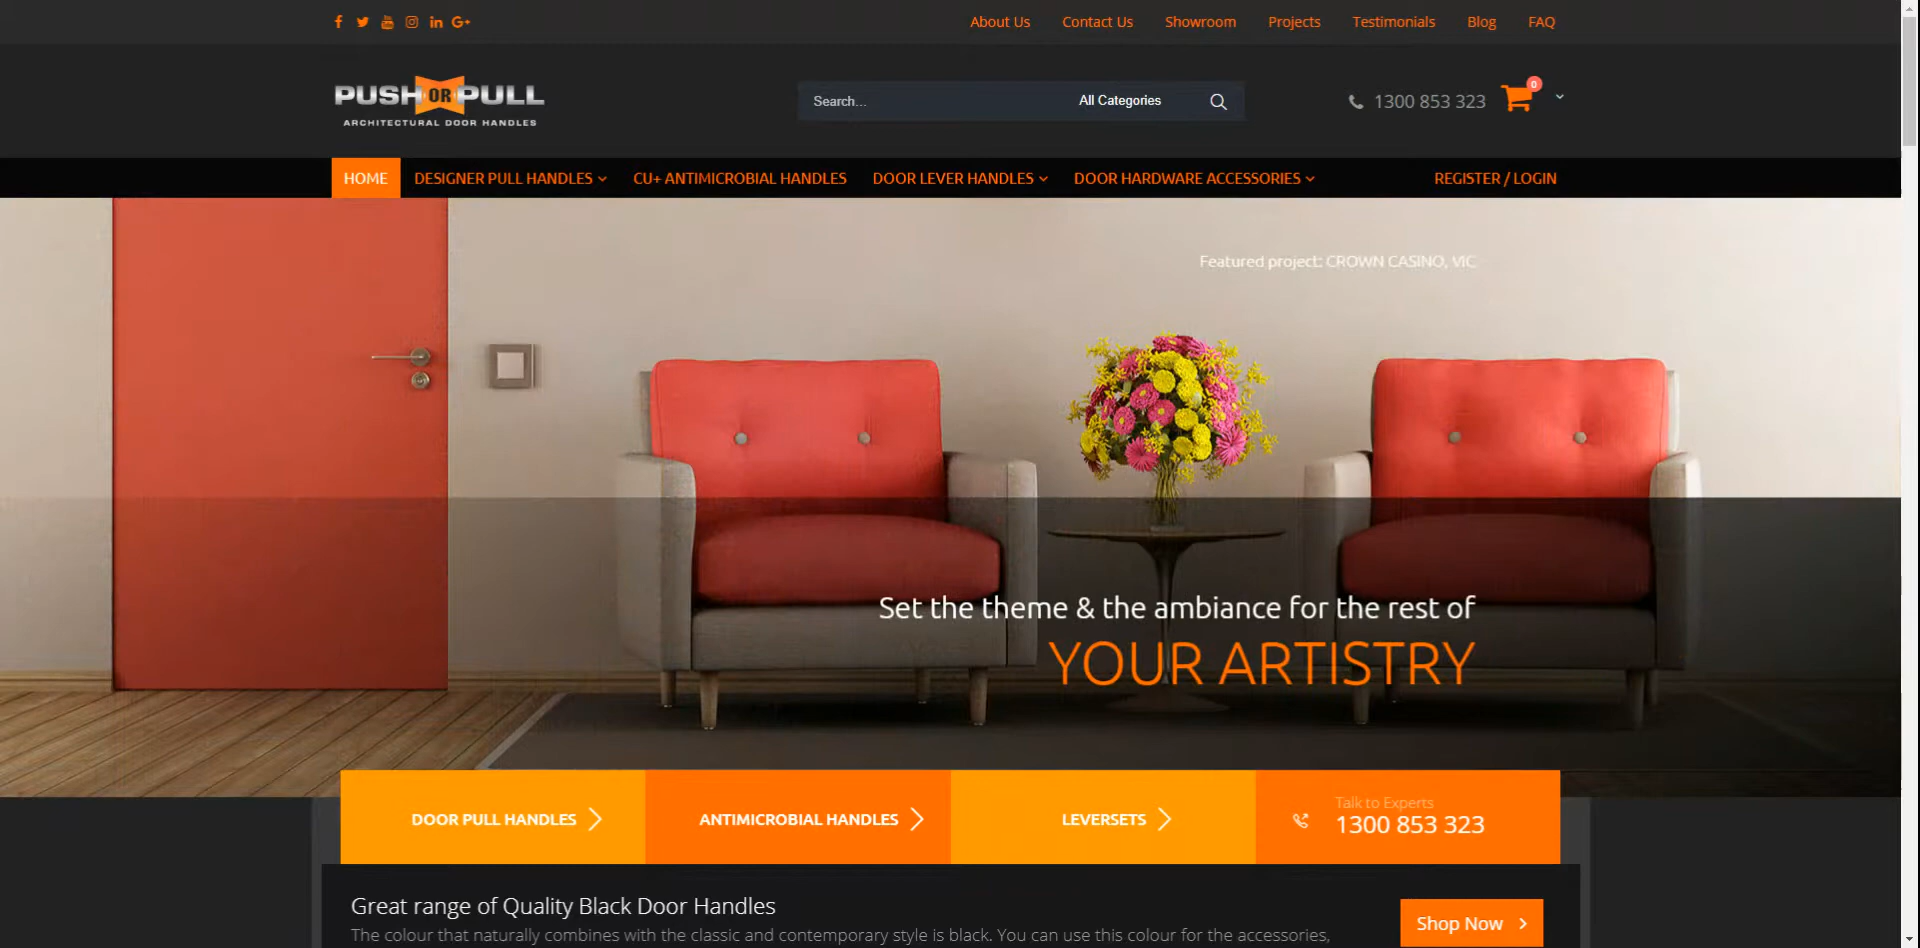 About Us Contact Us Showroom Projects Testimonials Blog FAQ
PUSH OR PULL
ARCHITECTURAL DOOR HANDLES
Search... All Categories
1300 853 323 0
HOME DESIGNER PULL HANDLES CU+ ANTIMICROBIAL HANDLES DOOR LEVER HANDLES DOOR HARDWARE ACCESSORIES REGISTER / LOGIN
Featured project: CROWN CASINO, VIC
Set the theme & the ambiance for the rest of
YOUR ARTISTRY
DOOR PULL HANDLES ANTIMICROBIAL HANDLES LEVERSETS
Talk to Experts
1300 853 323
Great range of Quality Black Door Handles
The colour that naturally combines with the classic and contemporary style is black. You can use this colour for the accessories,
Shop Now